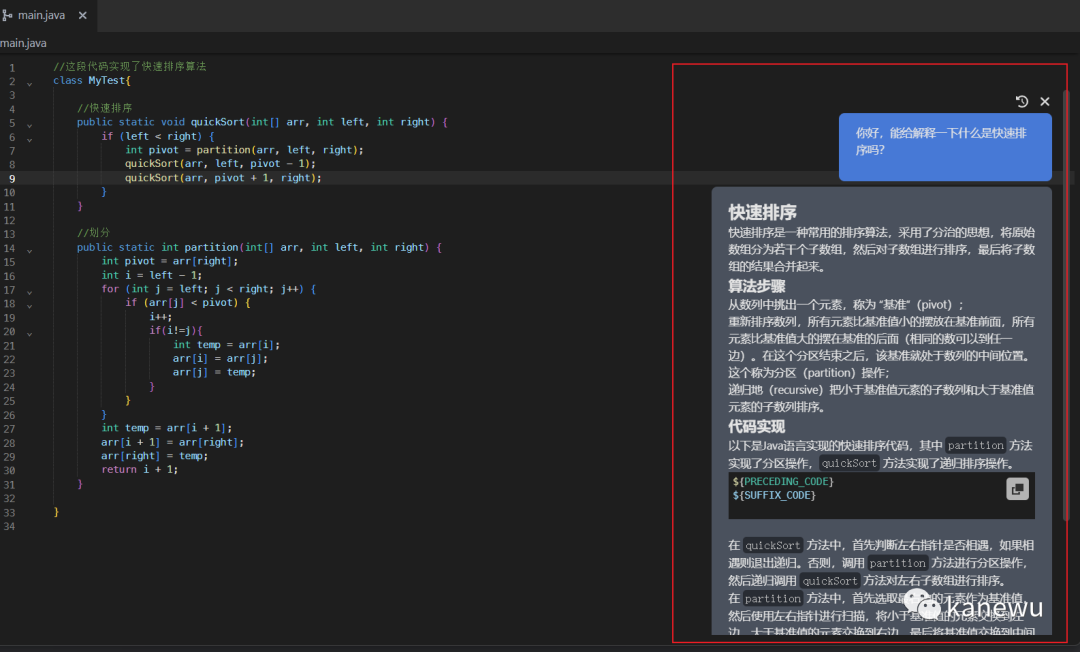 main.java
main.java
1 //这段代码实现了快速排序算法
2 class MyTest{
3
4 //快速排序
5 public static void quickSort(int[] arr, int left, int right) {
6 if (left < right) {
7 int pivot = partition(arr, left, right);
8 quickSort(arr, left, pivot - 1);
9 quickSort(arr, pivot + 1, right);
10 }
11 }
12
13 //划分
14 public static int partition(int[] arr, int left, int right) {
15 int pivot = arr[right];
16 int i = left - 1;
17 for (int j = left; j < right; j++) {
18 if (arr[j] < pivot) {
19 i++;
20 if(i!=j){
21 int temp = arr[i];
22 arr[i] = arr[j];
23 arr[j] = temp;
24 }
25 }
26 }
27 int temp = arr[i + 1];
28 arr[i + 1] = arr[right];
29 arr[right] = temp;
30 return i + 1;
31 }
32
33 }
34
你好，能给解释一下什么是快速排
序吗？
快速排序
快速排序是一种常用的排序算法，采用了分治的思想，将原始
数组分为若干个子数组，然后对子数组进行排序，最后将子数
组的结果合并起来。
算法步骤
从数列中挑出一个元素，称为 "基准"（pivot）；
重新排序数列，所有元素比基准值小的摆放在基准前面，所有
元素比基准值大的摆在基准的后面（相同的数可以到任一
边）。在这个分区结束之后，该基准就处于数列的中间位置。
这个称为分区（partition）操作；
递归地（recursive）把小于基准值元素的子数列和大于基准值
元素的子数列排序。
代码实现
以下是Java语言实现的快速排序代码，其中 partition 方法
实现了分区操作，quickSort 方法实现了递归排序操作。
${PRECEDING_CODE}
${SUFFIX_CODE}
在 quickSort 方法中，首先判断左右指针是否相遇，如果相
遇则退出递归。否则，调用 partition 方法进行分区操作，
然后递归调用 quickSort 方法对左右子数组进行排序。
在 partition 方法中，首先选取最的元素作为基准值，
然后使用左右指针进行扫描，将小于基准值的元素交换到左
边，大于基准值的元素交换到右边，最后将基准值交换到中间
kanewu